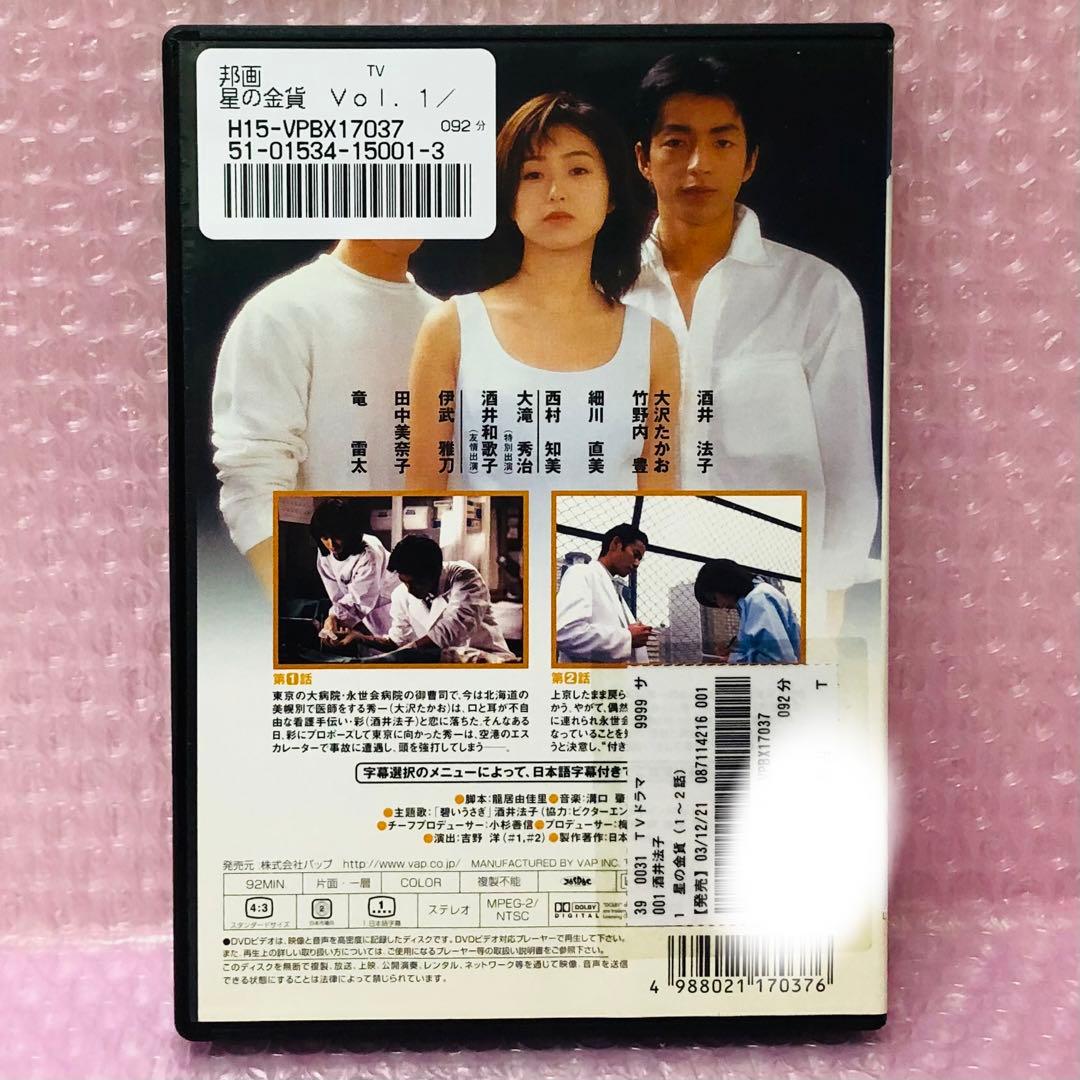 邦画
TV
星の金貨 Vol. 1/
H15-VPBX17037 092分
51-01534-15001-3
酒井 法子
大沢たかお
竹野内 豊
細川 直美
西村 知美
大滝 秀治
(特別出演)
酒井和歌子
(友情出演)
伊武 雅刀
田中美奈子
竜 雷太
第1話
東京の大病院・永世会病院の御曹司で、今は北海道の
美幌別で医師をする秀一(大沢たかお)は、口と耳が不自
由な看護手伝い・彩(酒井法子)と恋に落ちた。そんなある
日、彩にプロポーズして東京に向かった秀一は、空港のエス
カレーターで事故に遭遇し、頭を強打してしまう──。
第2話
上京したまま戻ら
かう。やがて、偶然
に連れられ永世会
なっていることを
うと決意し、“付き
字幕選択のメニューによって、日本語字幕付きで
●脚本:龍居由佳里●音楽:溝口 肇
●主題歌:「碧いうさぎ」酒井法子(協力:ビクターエン
●チーフプロデューサー:小杉善信●プロデューサー:梅
●演出:吉野 洋(#1,#2)●製作著作:日本
発売元 株式会社バップ http://www.vap.co.jp/ MANUFACTURED BY VAP INC.
92MIN 片面・一層 COLOR 複製不能 JASRAC
4:3
スタンダードサイズ
2
日本市場向
1
1.日本語字幕
ステレオ
MPEG-2/
NTSC
DOLBY
DIGITAL
●DVDビデオは、映像と音声を高密度に記録したディスクです。DVDビデオ対応プレーヤーで再生して下さい。
また、再生上の詳しい取り扱い方については、ご使用になるプレーヤー等の取扱い説明書をご参照下さい。
このディスクを無断で複製、放送、上映、公開演奏、レンタル、ネットワーク等を通じて映像、音声を送信
できる状態にすることは法律によって禁じられています。
39 0031 TVドラマ 9999 サ
001 酒井法子
1 星の金貨(1〜2話)
【発売】03/12/21 087114216 001
VPBX17037
092分
T
4 988021 170376